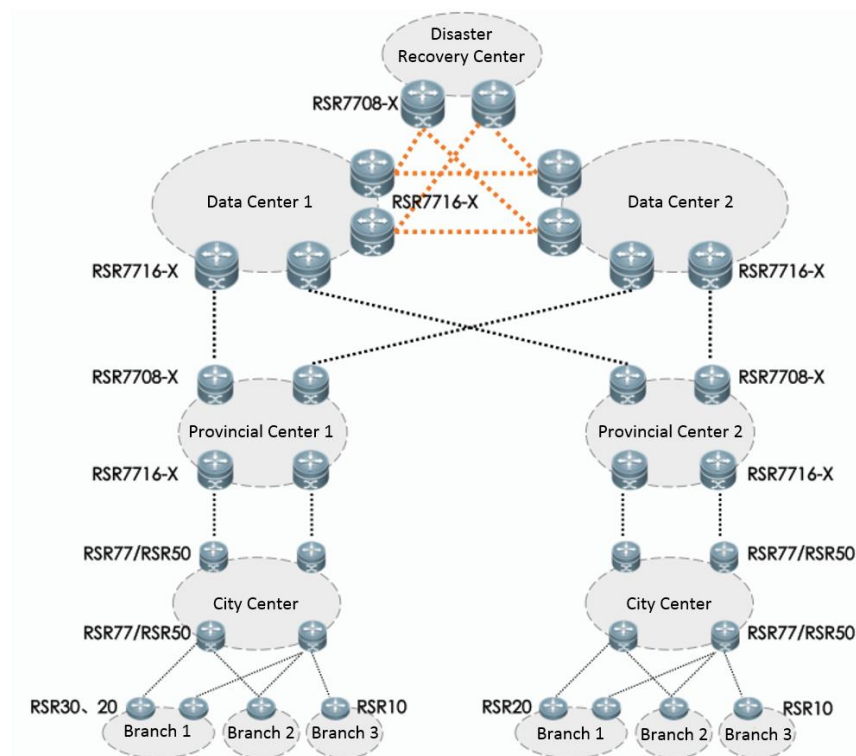 Disaster
Recovery Center
RSR7708-X
Data Center 1
RSR7716-X
Data Center 2
RSR7716-X
RSR7716-X
RSR7708-X
RSR7708-X
Provincial Center 1
Provincial Center 2
RSR7716-X
RSR7716-X
RSR77/RSR50
RSR77/RSR50
City Center
City Center
RSR77/RSR50
RSR77/RSR50
RSR30、20
RSR10
RSR20
RSR10
Branch 1
Branch 2
Branch 3
Branch 1
Branch 2
Branch 3